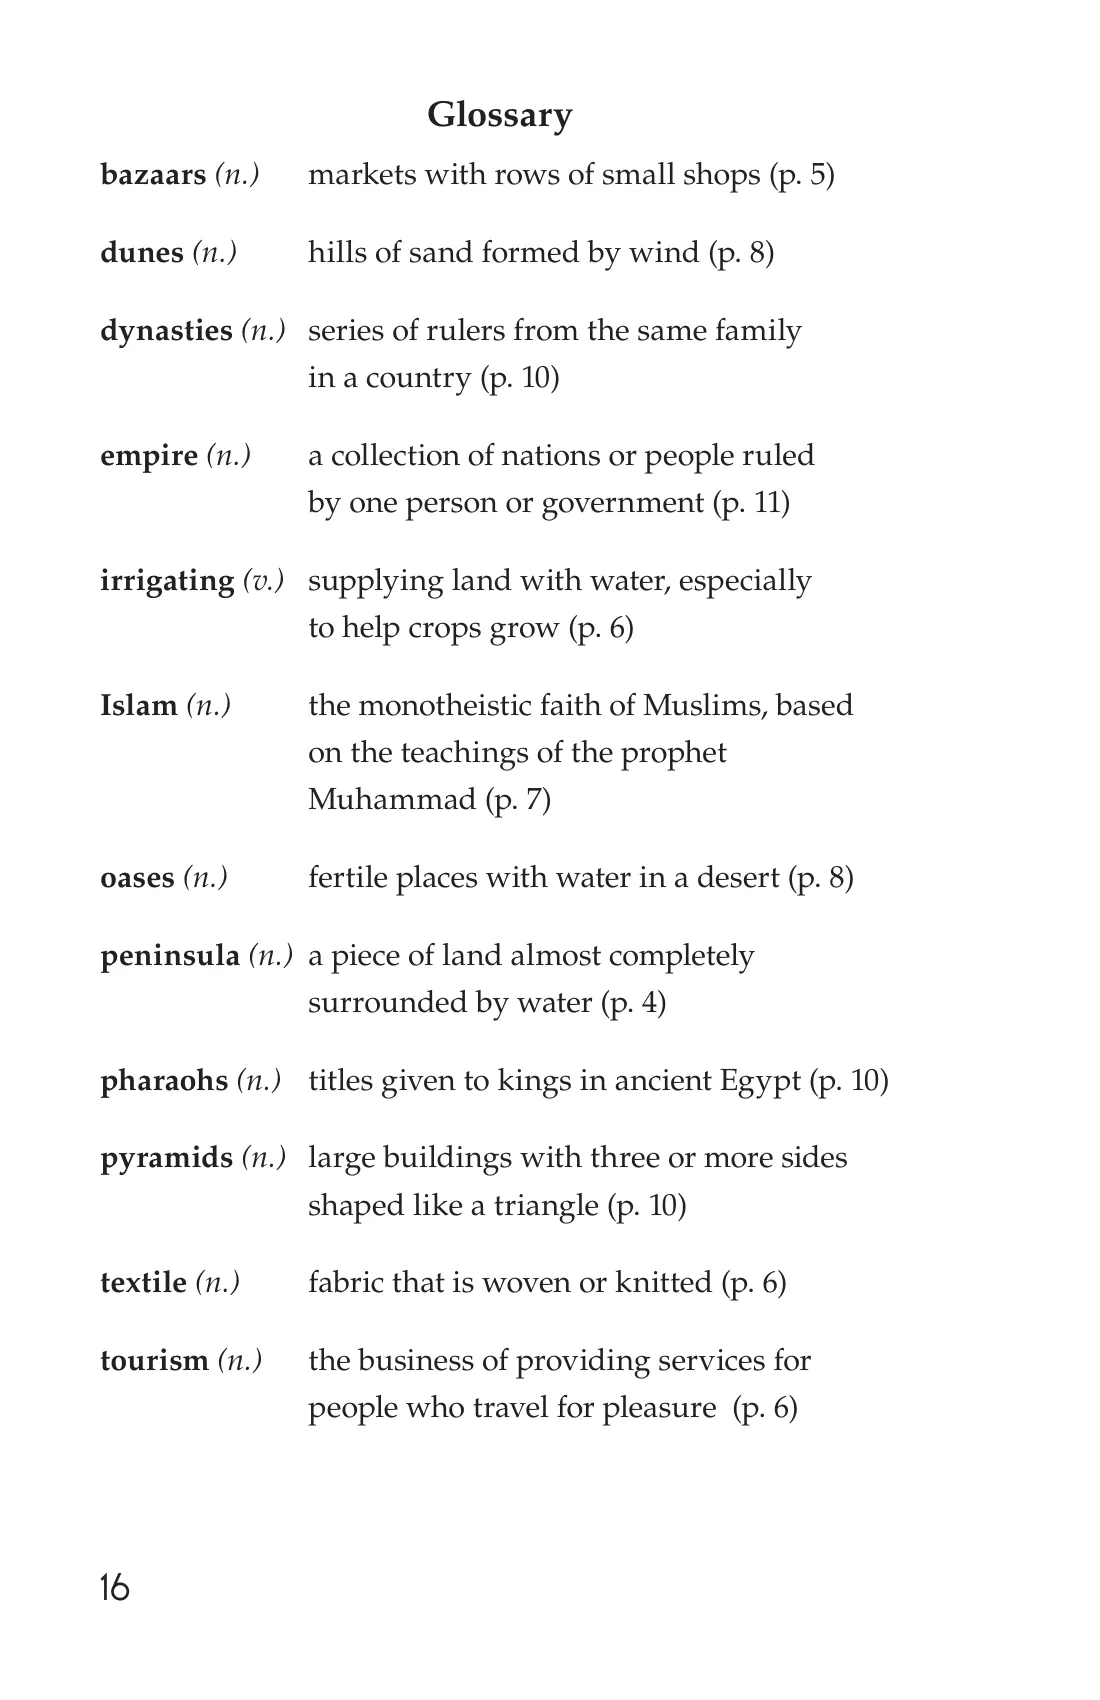 Glossary
bazaars (n.) markets with rows of small shops (p. 5)
dunes (n.) hills of sand formed by wind (p. 8)
dynasties (n.) series of rulers from the same family
in a country (p. 10)
empire (n.) a collection of nations or people ruled
by one person or government (p. 11)
irrigating (v.) supplying land with water, especially
to help crops grow (p. 6)
Islam (n.) the monotheistic faith of Muslims, based
on the teachings of the prophet
Muhammad (p. 7)
oases (n.) fertile places with water in a desert (p. 8)
peninsula (n.) a piece of land almost completely
surrounded by water (p. 4)
pharaohs (n.) titles given to kings in ancient Egypt (p. 10)
pyramids (n.) large buildings with three or more sides
shaped like a triangle (p. 10)
textile (n.) fabric that is woven or knitted (p. 6)
tourism (n.) the business of providing services for
people who travel for pleasure (p. 6)
16